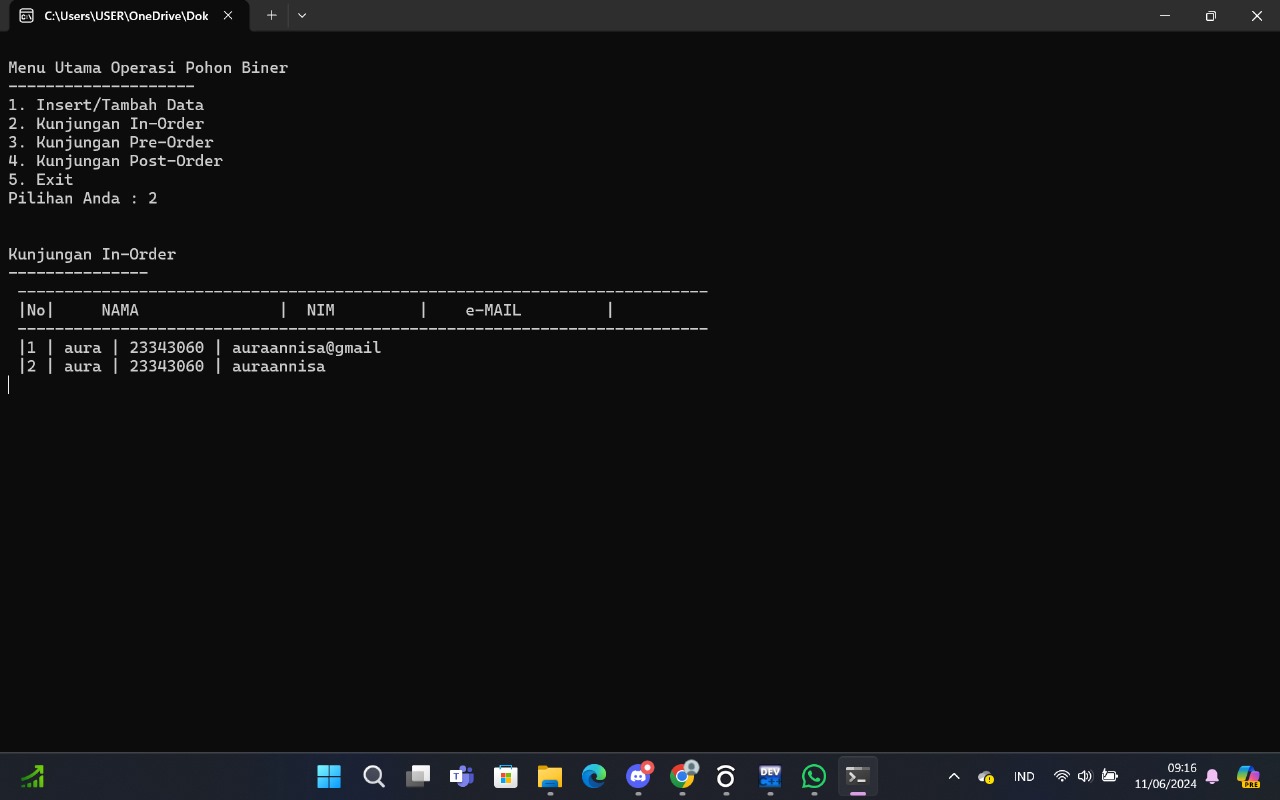 C:\Users\USER\OneDrive\Dok
Menu Utama Operasi Pohon Biner
--------------------
1. Insert/Tambah Data
2. Kunjungan In-Order
3. Kunjungan Pre-Order
4. Kunjungan Post-Order
5. Exit
Pilihan Anda : 2
Kunjungan In-Order
---------------
--------------------------------------------------------------------------
|No|     NAMA               |  NIM         |    e-MAIL         |
--------------------------------------------------------------------------
|1 | aura | 23343060 | auraannisa@gmail
|2 | aura | 23343060 | auraannisa
T
DEV
C++
PRE
IND
09:16
11/06/2024